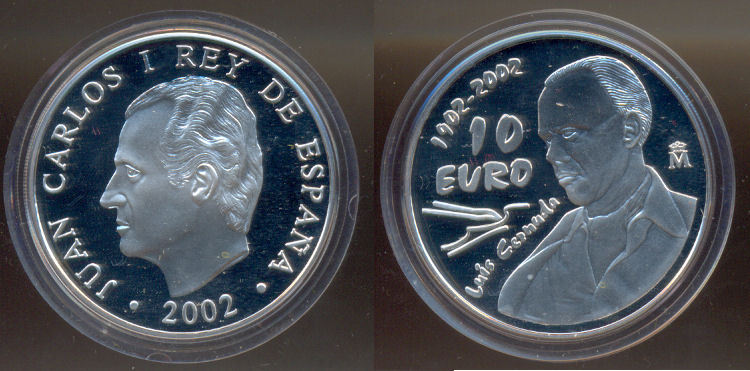 JUAN CARLOS I REY DE ESPAÑA
• 2002 •
1902-2002
10
EURO
Luis Cernuda
M